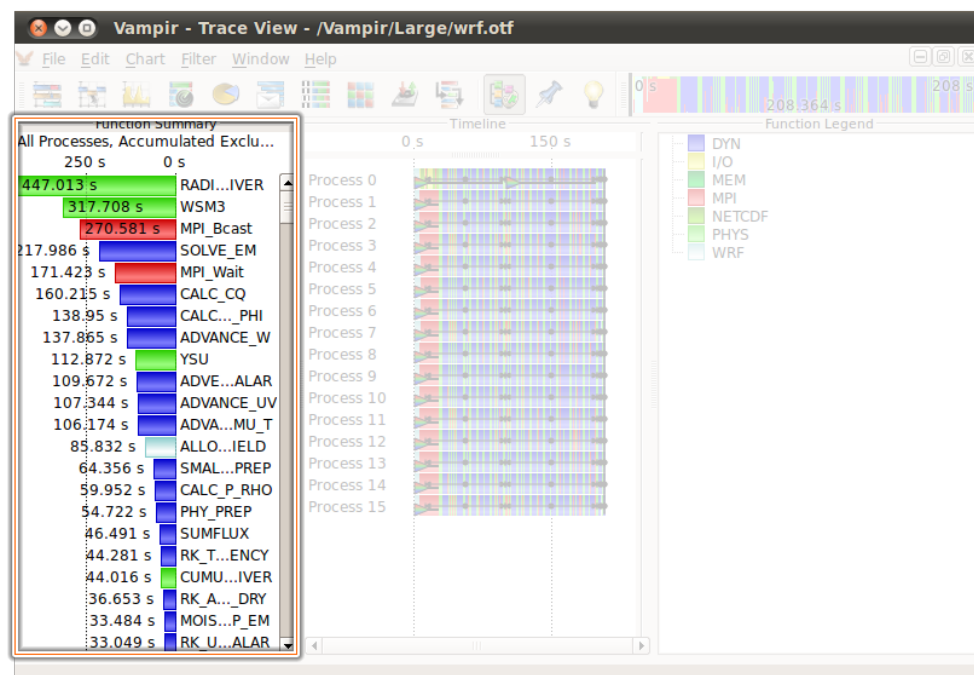 Vampir - Trace View - /Vampir/Large/wrf.otf
File Edit Chart Filter Window Help
0 s 208 s
208.364 s
Function Summary
All Processes, Accumulated Exclu...
250 s 0 s
447.013 s RADI...IVER
317.708 s WSM3
270.581 s MPI_Bcast
217.986 s SOLVE_EM
171.423 s MPI_Wait
160.215 s CALC_CQ
138.95 s CALC..._PHI
137.865 s ADVANCE_W
112.872 s YSU
109.672 s ADVE...ALAR
107.344 s ADVANCE_UV
106.174 s ADVA...MU_T
85.832 s ALLO...IELD
64.356 s SMAL...PREP
59.952 s CALC_P_RHO
54.722 s PHY_PREP
46.491 s SUMFLUX
44.281 s RK_T...ENCY
44.016 s CUMU...IVER
36.653 s RK_A..._DRY
33.484 s MOIS...P_EM
33.049 s RK_U...ALAR
Timeline
0 s 150 s
Process 0
Process 1
Process 2
Process 3
Process 4
Process 5
Process 6
Process 7
Process 8
Process 9
Process 10
Process 11
Process 12
Process 13
Process 14
Process 15
Function Legend
DYN
I/O
MEM
MPI
NETCDF
PHYS
WRF